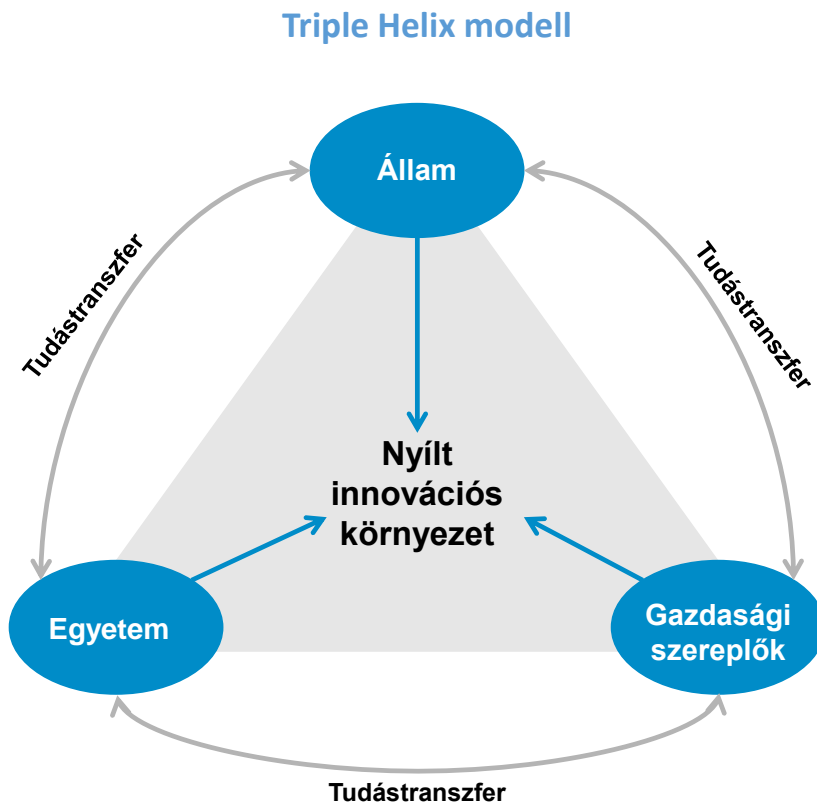 Triple Helix modell
Állam
Tudástranszfer
Tudástranszfer
Nyílt
innovációs
környezet
Egyetem
Gazdasági
szereplők
Tudástranszfer